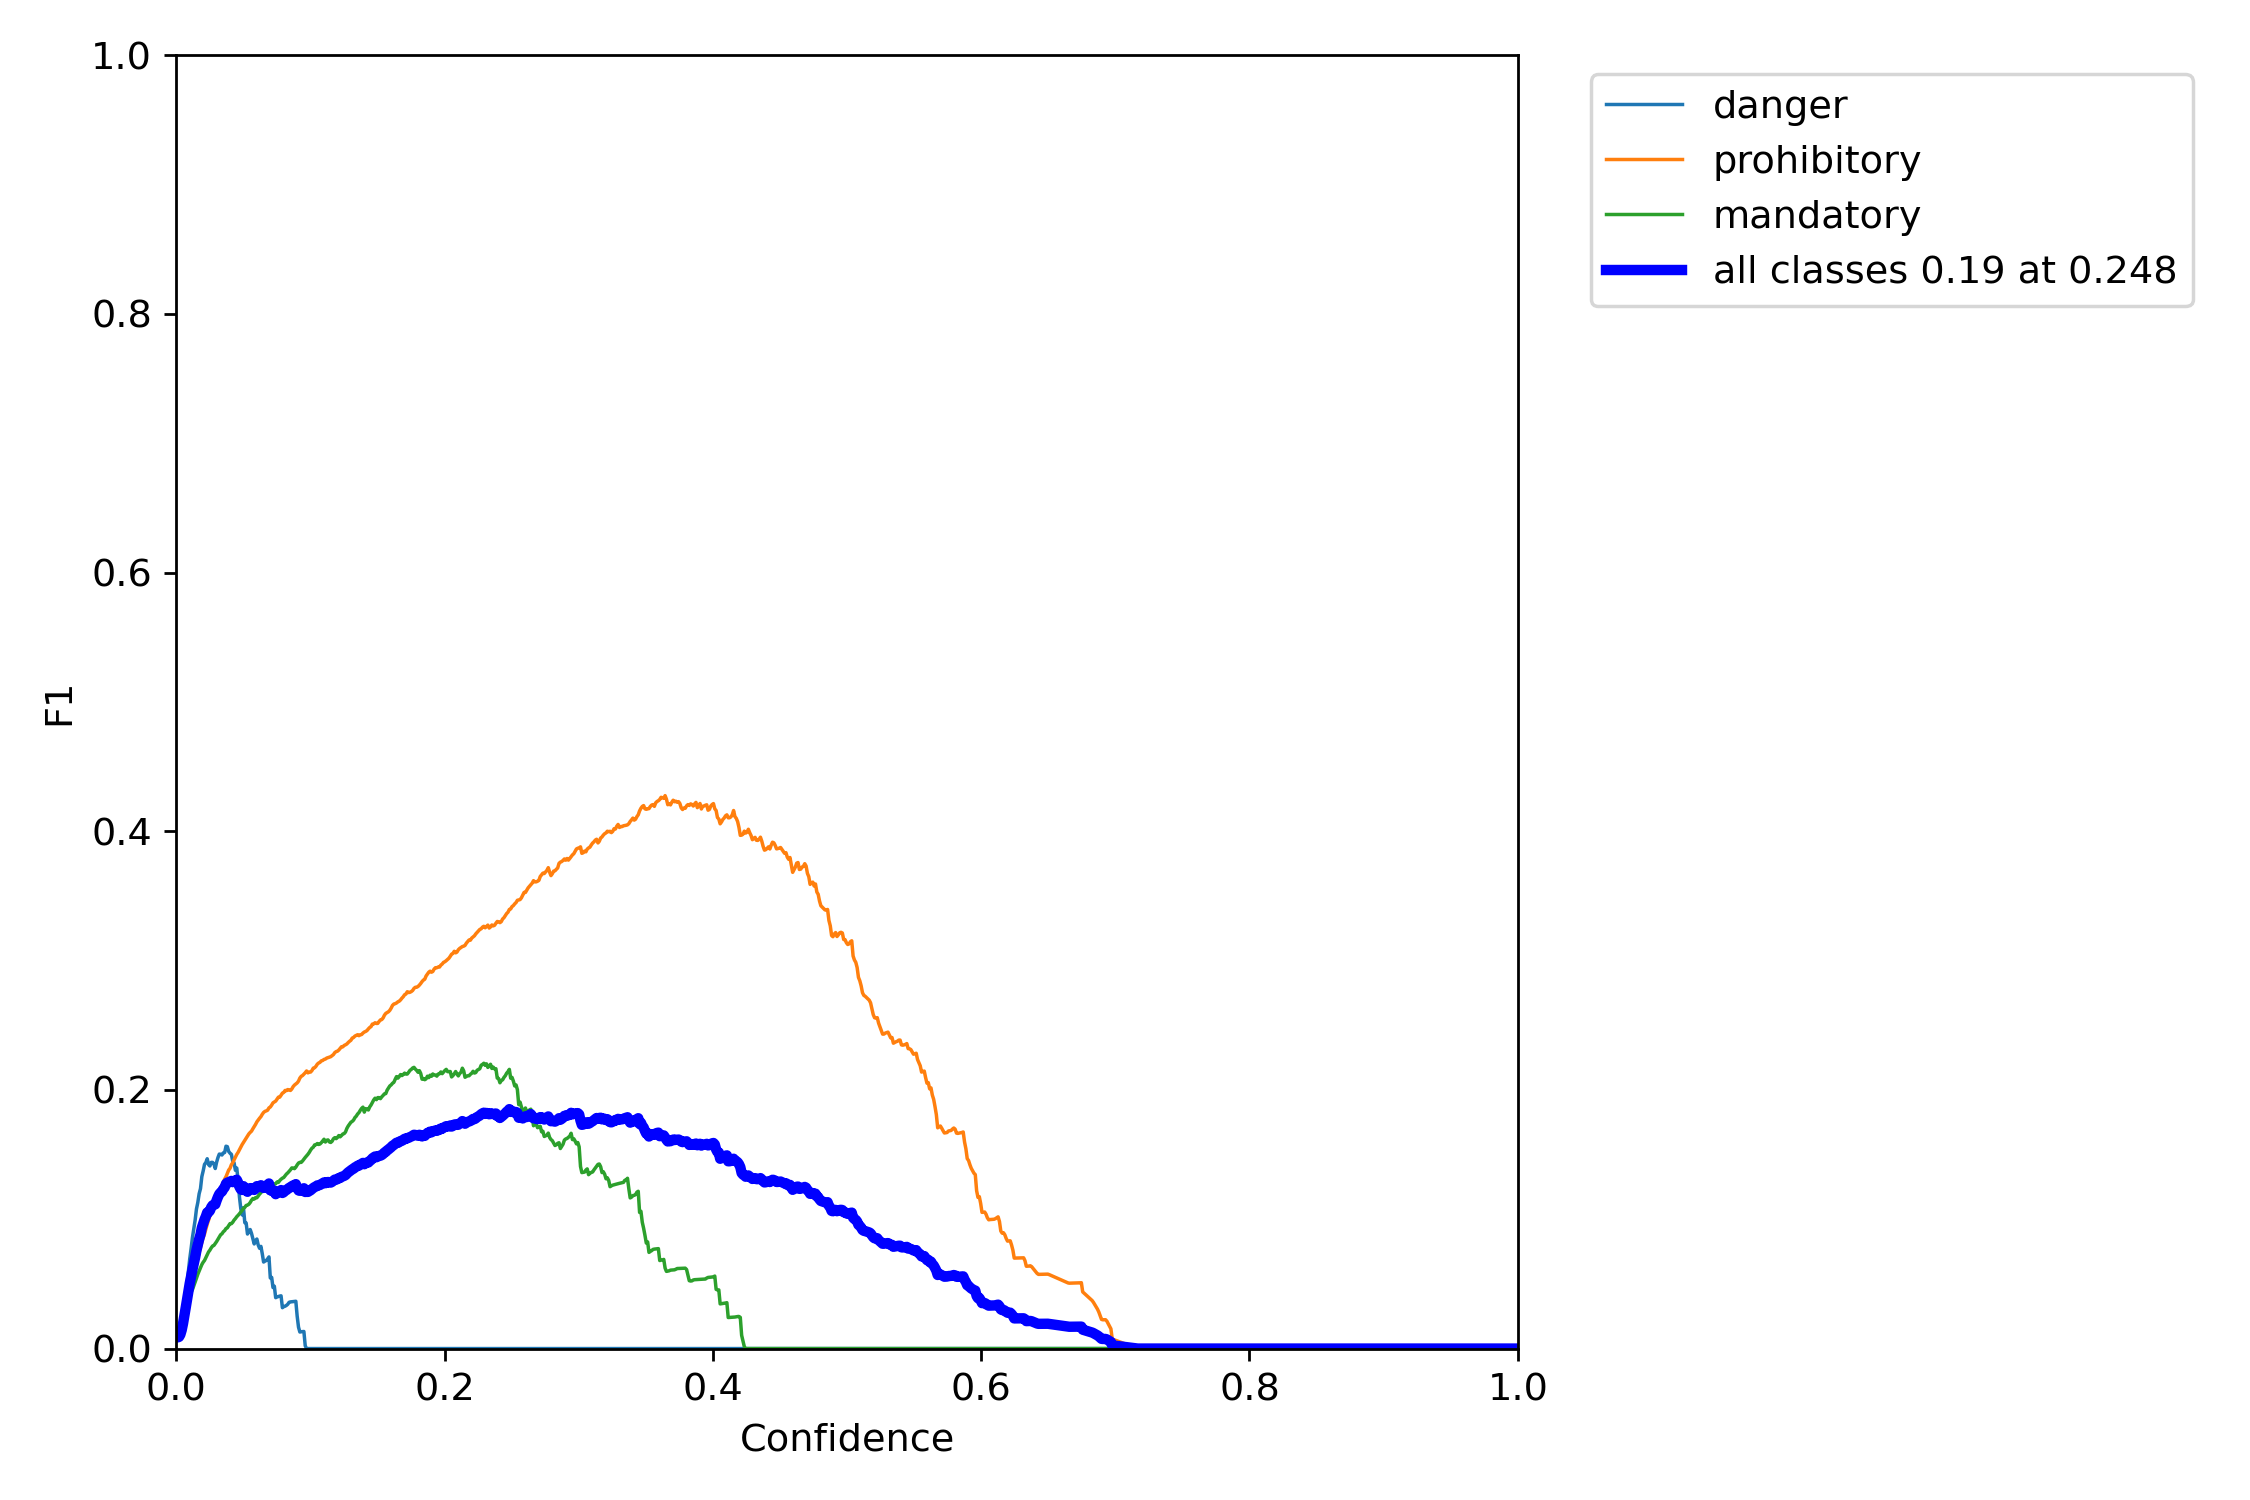 1.0
0.8
0.6
0.4
0.2
0.0
F1
0.0 0.2 0.4 0.6 0.8 1.0
Confidence
danger
prohibitory
mandatory
all classes 0.19 at 0.248